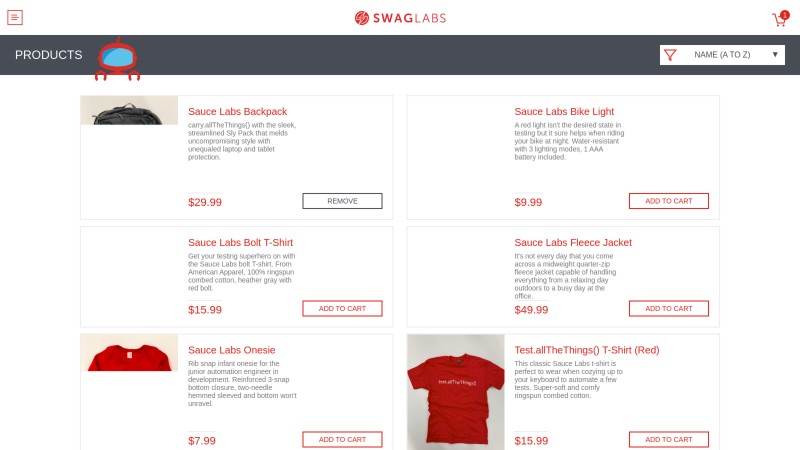 SWAGLABS
1
PRODUCTS
NAME (A TO Z)
Sauce Labs Backpack
carry.allTheThings() with the sleek,
streamlined Sly Pack that melds
uncompromising style with
unequaled laptop and tablet
protection.
$29.99
REMOVE
Sauce Labs Bike Light
A red light isn't the desired state in
testing but it sure helps when riding
your bike at night. Water-resistant
with 3 lighting modes, 1 AAA
battery included.
$9.99
ADD TO CART
Sauce Labs Bolt T-Shirt
Get your testing superhero on with
the Sauce Labs bolt T-shirt. From
American Apparel, 100% ringspun
combed cotton, heather gray with
red bolt.
$15.99
ADD TO CART
Sauce Labs Fleece Jacket
It's not every day that you come
across a midweight quarter-zip
fleece jacket capable of handling
everything from a relaxing day
outdoors to a busy day at the
office.
$49.99
ADD TO CART
Sauce Labs Onesie
Rib snap infant onesie for the
junior automation engineer in
development. Reinforced 3-snap
bottom closure, two-needle
hemmed sleeved and bottom won't
unravel.
$7.99
ADD TO CART
test.allTheThings()
Test.allTheThings() T-Shirt (Red)
This classic Sauce Labs t-shirt is
perfect to wear when cozying up to
your keyboard to automate a few
tests. Super-soft and comfy
ringspun combed cotton.
$15.99
ADD TO CART